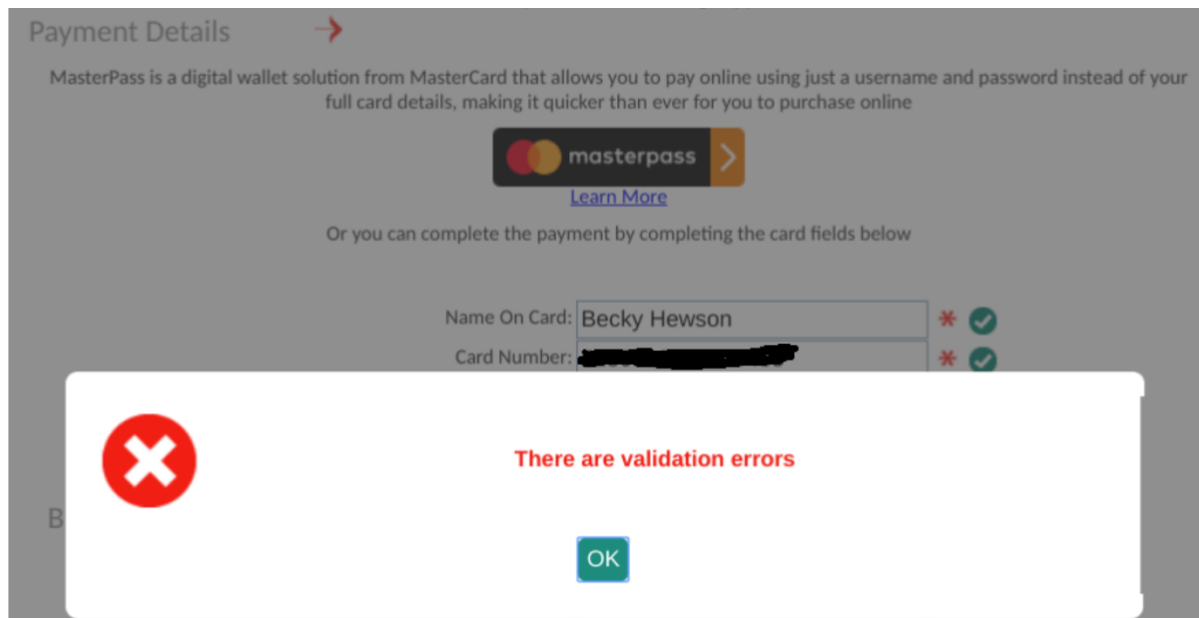 Payment Details
MasterPass is a digital wallet solution from MasterCard that allows you to pay online using just a username and password instead of your
full card details, making it quicker than ever for you to purchase online
masterpass
Learn More
Or you can complete the payment by completing the card fields below
Name On Card: Becky Hewson *
Card Number: *
There are validation errors
B
OK